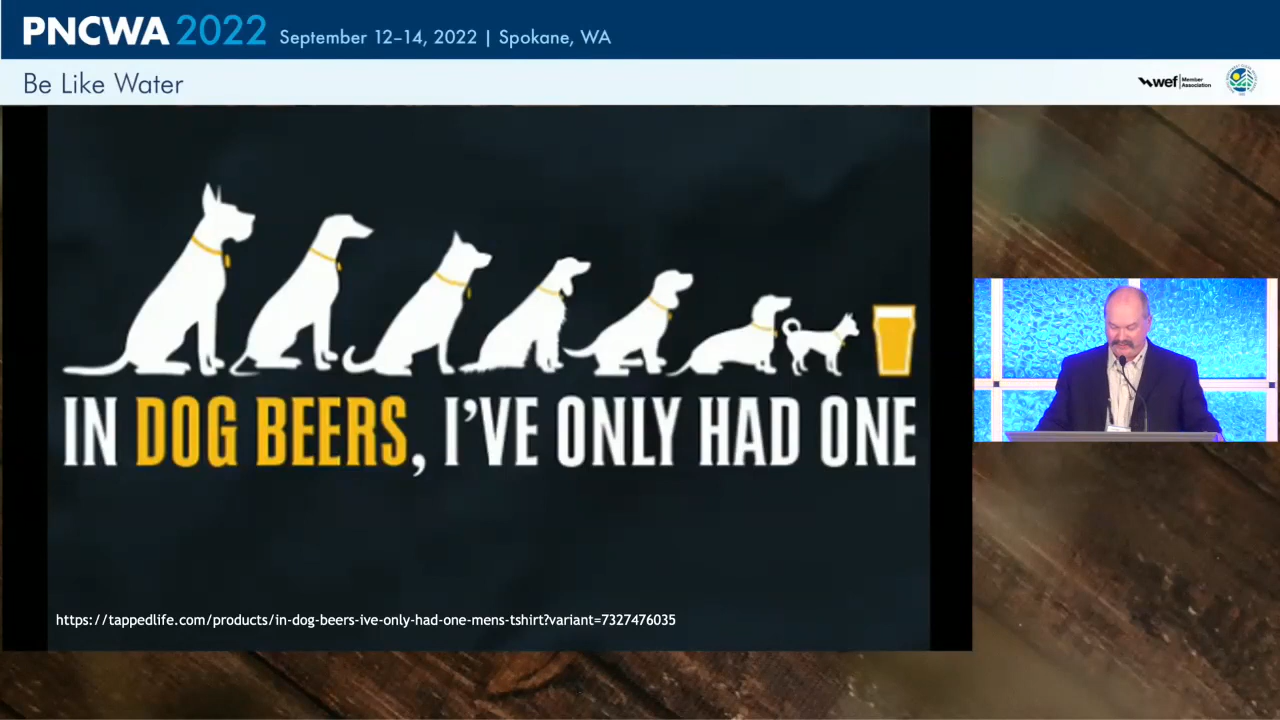 PNCWA 2022 September 12–14, 2022 | Spokane, WA
Be Like Water
wef Member Association
IN DOG BEERS, I'VE ONLY HAD ONE
https://tappedlife.com/products/in-dog-beers-ive-only-had-one-mens-tshirt?variant=7327476035